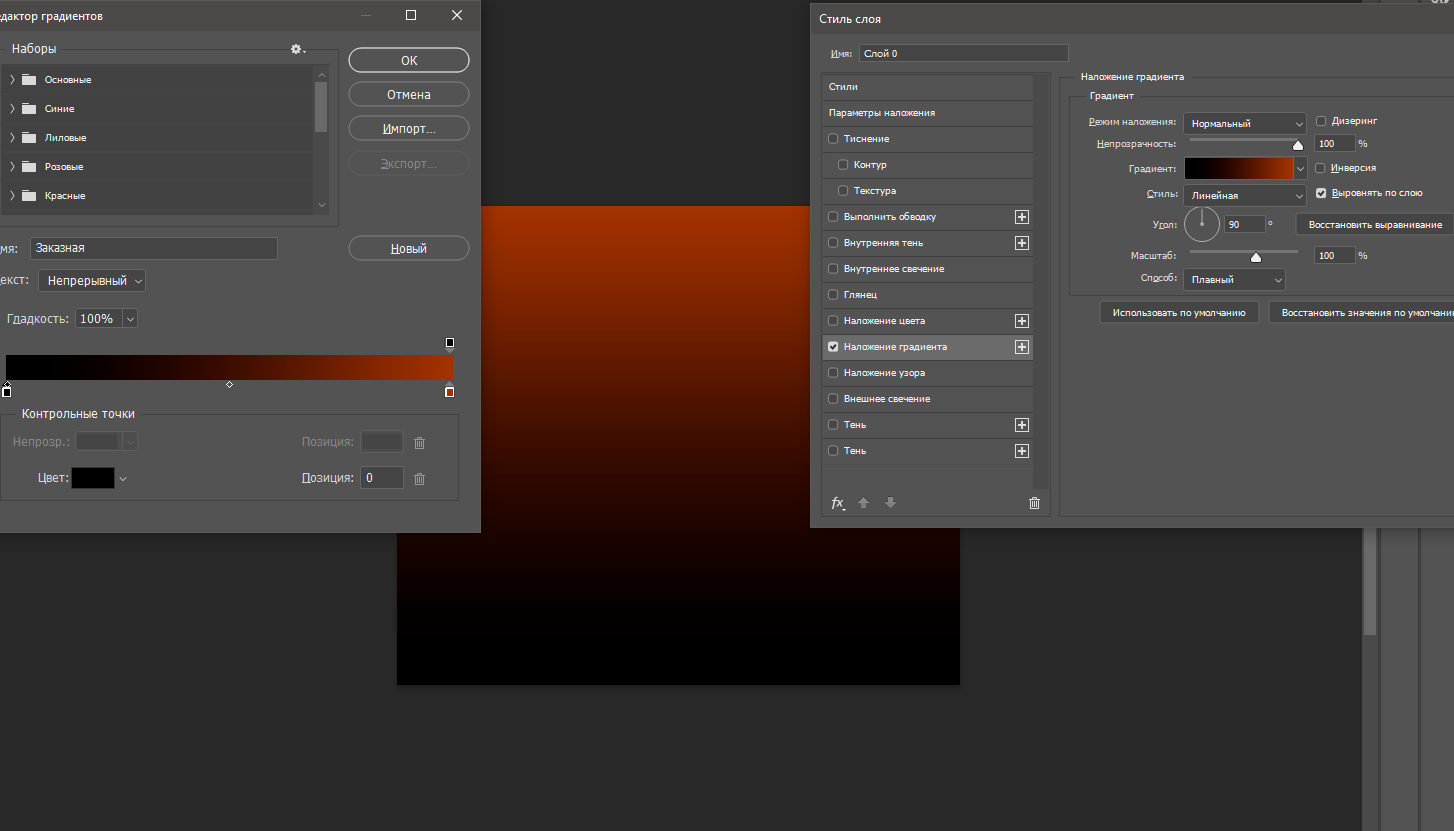 едактор градиентов
Наборы
Основные
Синие
Лиловые
Розовые
Красные
OK
Отмена
Импорт...
Экспорт...
мя:
Заказная
Новый
екст:
Непрерывный
Гладкость:
100%
Контрольные точки
Непрозр.:
Позиция:
Цвет:
Позиция:
0
Стиль слоя
Имя:
Слой 0
Стили
Параметры наложения
Тиснение
Контур
Текстура
Выполнить обводку
Внутренняя тень
Внутреннее свечение
Глянец
Наложение цвета
Наложение градиента
Наложение узора
Внешнее свечение
Тень
Тень
fx
Наложение градиента
Градиент
Режим наложения:
Нормальный
Дизеринг
Непрозрачность:
100
%
Градиент:
Инверсия
Стиль:
Линейная
Выровнять по слою
Угол:
90
°
Восстановить выравнивание
Масштаб:
100
%
Способ:
Плавный
Использовать по умолчанию
Восстановить значения по умолчани